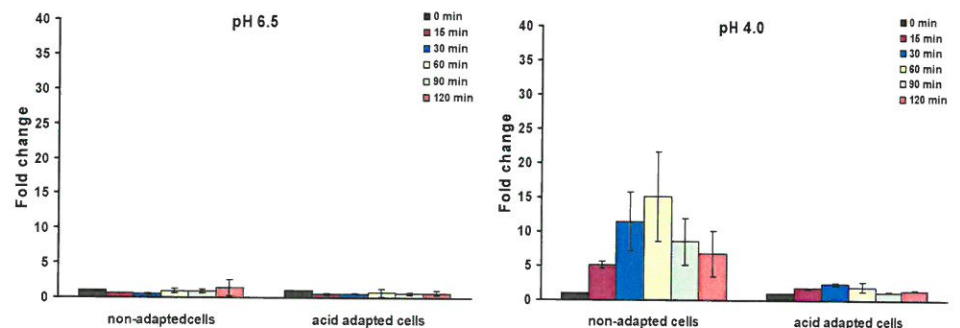 pH 6.5
40
35
30
25
20
15
10
5
0
Fold change
0 min
15 min
30 min
60 min
90 min
120 min
non-adaptedcells
acid adapted cells
pH 4.0
40
35
30
25
20
15
10
5
0
Fold change
0 min
15 min
30 min
60 min
90 min
120 min
non-adapted cells
acid adapted cells